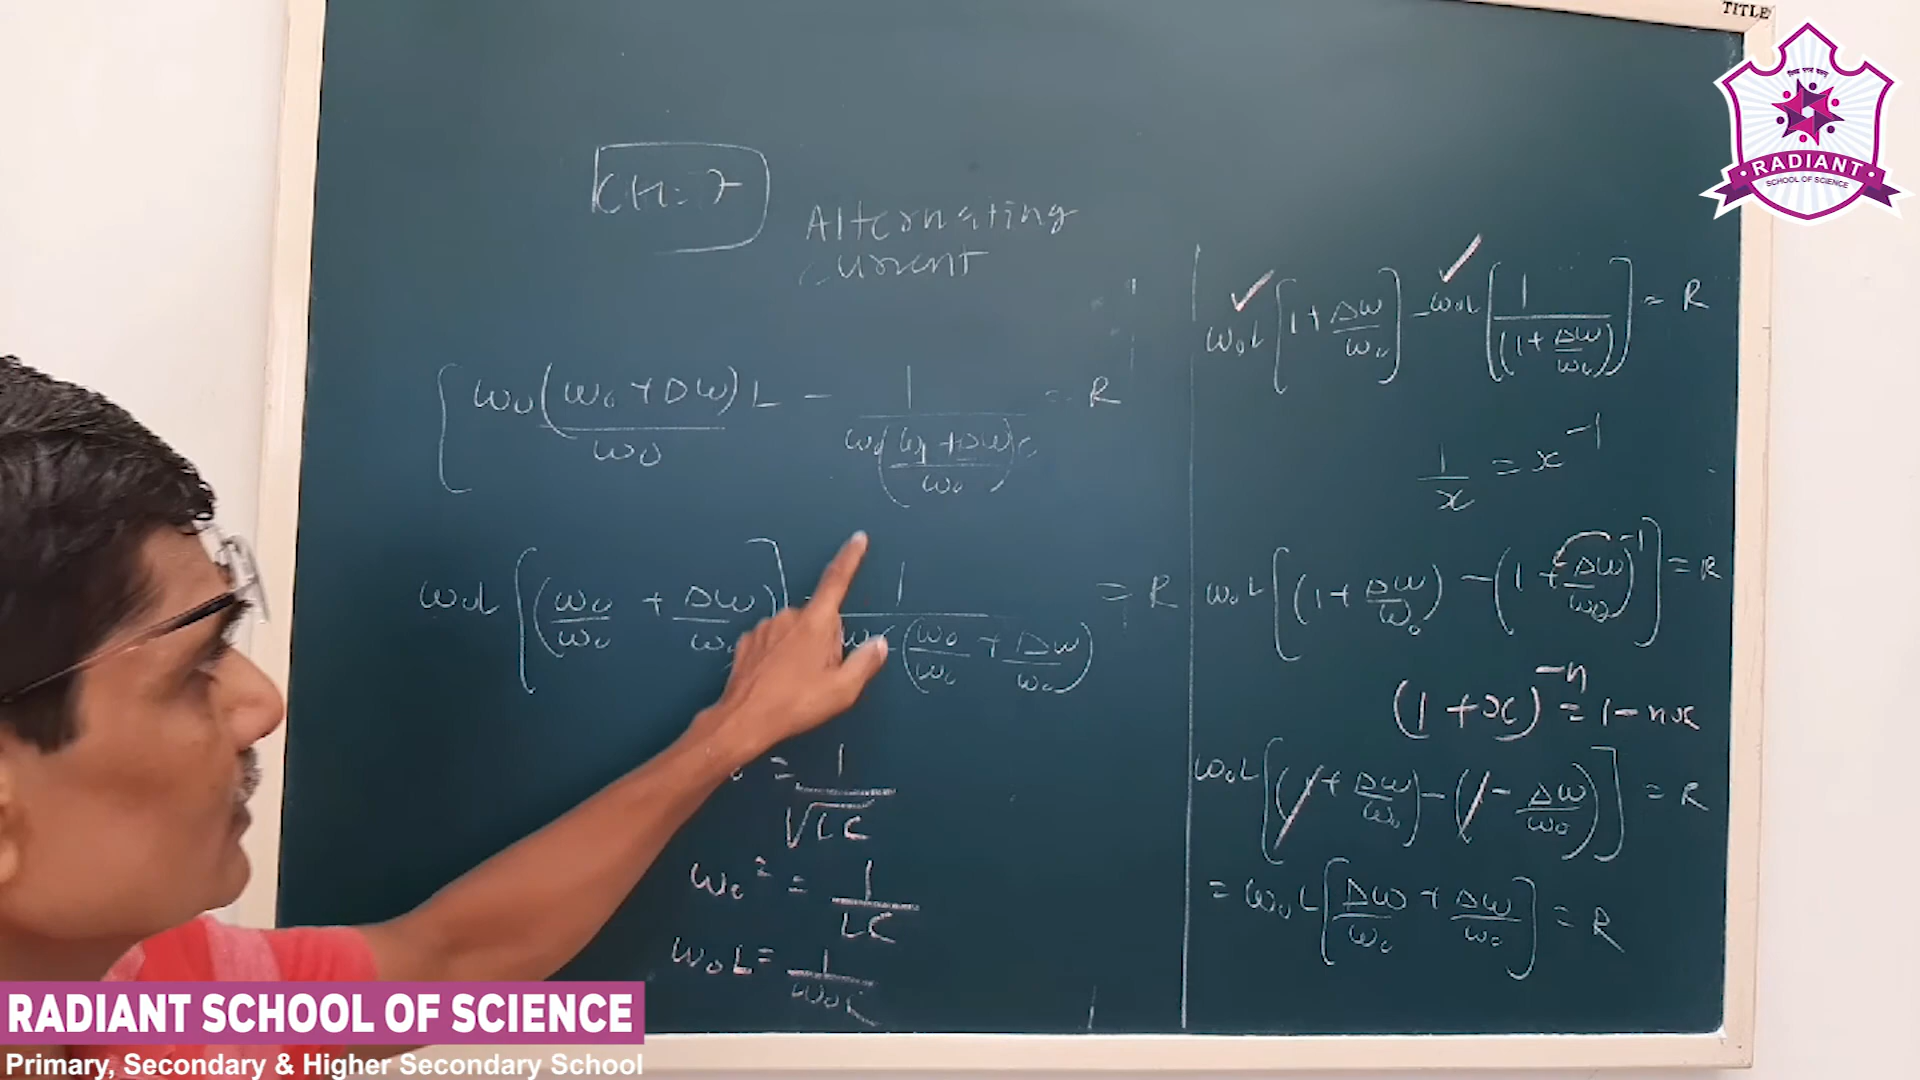 TITLE
RADIANT
SCHOOL OF SCIENCE
CH=7
Alternating
current
ω0(ω0+Δω)L/ω0 - 1/(ω0(ω0+Δω)c/ω0) = R
ω0L[(ω0/ω0 + Δω/ω0)] - 1/(ω0c(ω0/ω0 + Δω/ω0)) = R
= 1/√LC
ω0² = 1/LC
ω0L = 1/ω0C
✓ ✓
ω0L[1+Δω/ω0] - ω0L[1/(1+Δω/ω0)] = R
1/x = x⁻¹
ω0L[(1+Δω/ω0) - (1+Δω/ω0)⁻¹] = R
(1+x)⁻ⁿ = 1-nx
ω0L[(1+Δω/ω0) - (1-Δω/ω0)] = R
= ω0L[Δω/ω0 + Δω/ω0] = R
RADIANT SCHOOL OF SCIENCE
Primary, Secondary & Higher Secondary School